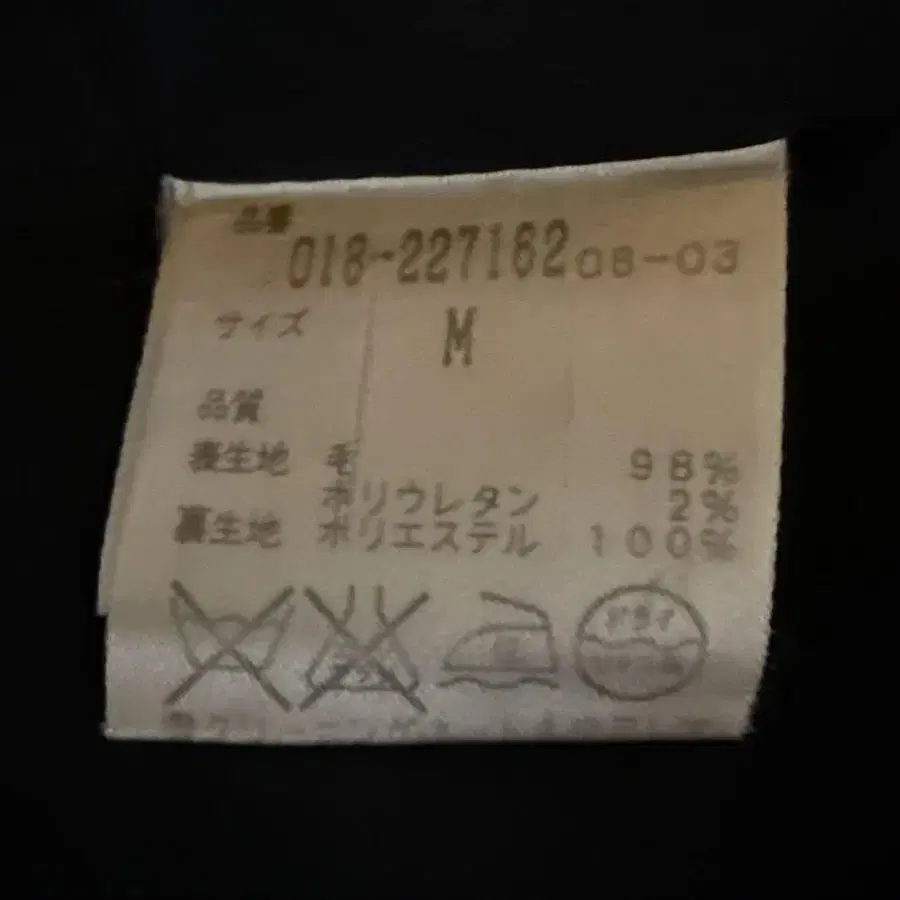 品番
018-227162 08-03
サイズ M
品質
表生地 毛 98%
ポリウレタン 2%
裏生地 ポリエステル 100%
ドライ